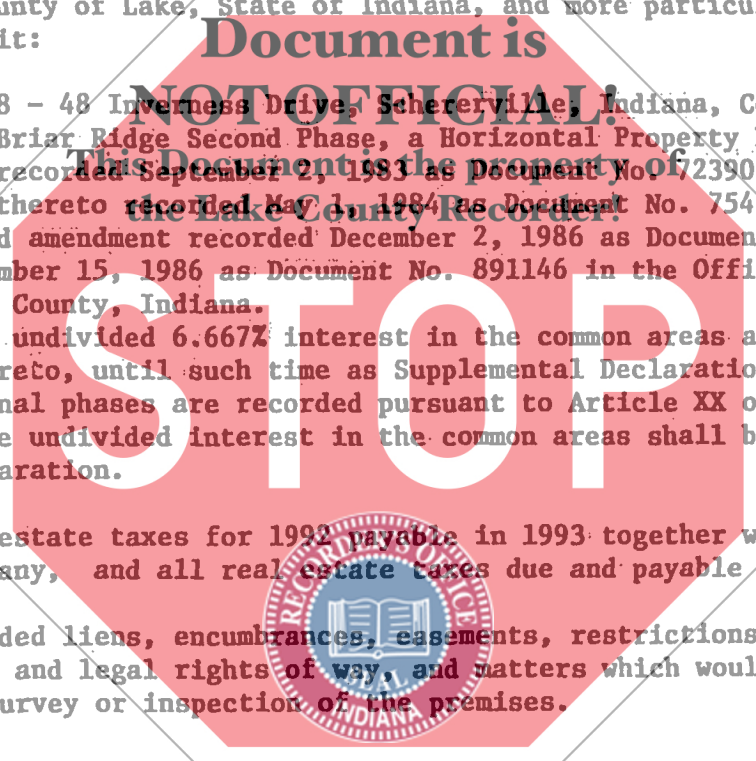 unty of Lake, State of Indiana, and more particu
it:
Document is
NOT OFFICIAL!
This Document is the property of
the Lake County Recorder!
8 - 48 Inverness Drive, Schererville, Indiana, C
Briar Ridge Second Phase, a Horizontal Property
recorded September 2, 1983 as Document No. 72390
thereto recorded May 1, 1984 as Document No. 754
d amendment recorded December 2, 1986 as Documen
mber 15, 1986 as Document No. 891146 in the Offi
County, Indiana.
undivided 6.667% interest in the common areas a
reto, until such time as Supplemental Declaratio
nal phases are recorded pursuant to Article XX o
e undivided interest in the common areas shall b
aration.
STOP
estate taxes for 1992 payable in 1993 together w
any, and all real estate taxes due and payable
ded liens, encumbrances, easements, restrictions
and legal rights of way, and matters which woul
urvey or inspection of the premises.
RECORDER'S OFFICE
SEAL
INDIANA